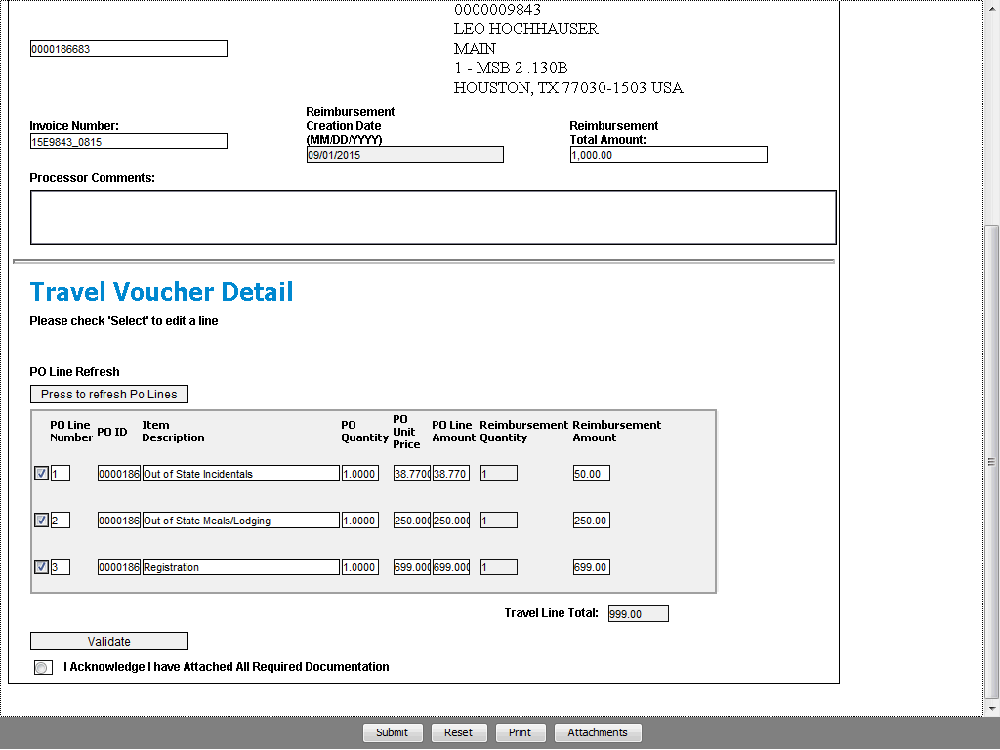 0000009843
LEO HOCHHAUSER
0000186683
MAIN
1 - MSB 2 .130B
HOUSTON, TX 77030-1503 USA
Invoice Number:
15E9843_0815
Reimbursement
Creation Date
(MM/DD/YYYY)
09/01/2015
Reimbursement
Total Amount:
1,000.00
Processor Comments:
Travel Voucher Detail
Please check 'Select' to edit a line
PO Line Refresh
Press to refresh Po Lines
PO Line Number PO ID Item Description PO Quantity PO Unit Price PO Line Amount Reimbursement Quantity Reimbursement Amount
1 0000186 Out of State Incidentals 1.0000 38.770 38.770 1 50.00
2 0000186 Out of State Meals/Lodging 1.0000 250.000 250.000 1 250.00
3 0000186 Registration 1.0000 699.000 699.000 1 699.00
Travel Line Total: 999.00
Validate
I Acknowledge I have Attached All Required Documentation
Submit Reset Print Attachments